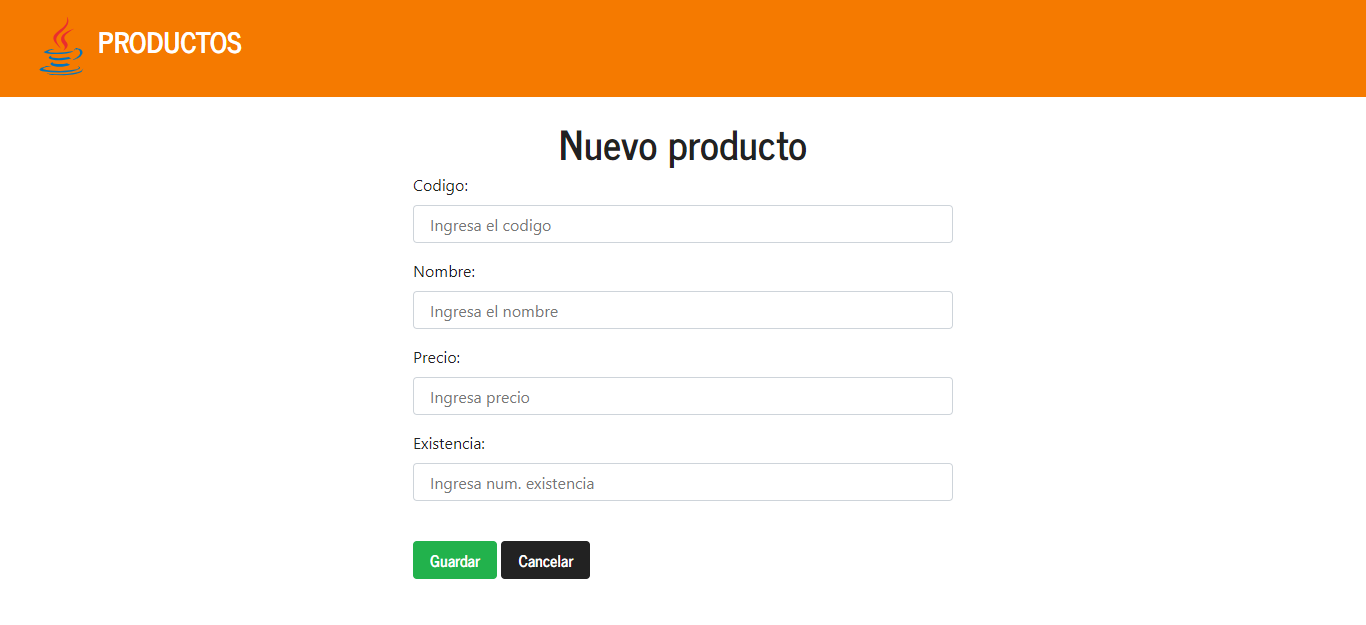 PRODUCTOS
Nuevo producto
Codigo:
Ingresa el codigo
Nombre:
Ingresa el nombre
Precio:
Ingresa precio
Existencia:
Ingresa num. existencia
Guardar Cancelar